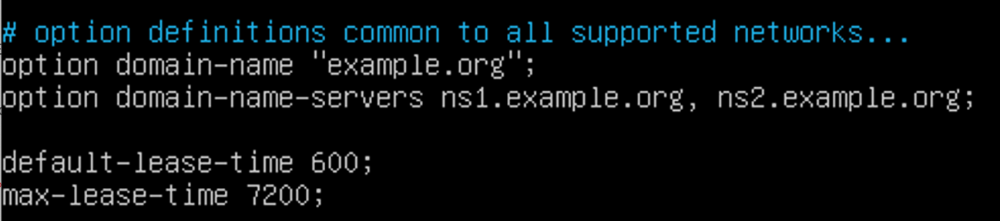 # option definitions common to all supported networks...
option domain-name "example.org";
option domain-name-servers ns1.example.org, ns2.example.org;
default-lease-time 600;
max-lease-time 7200;